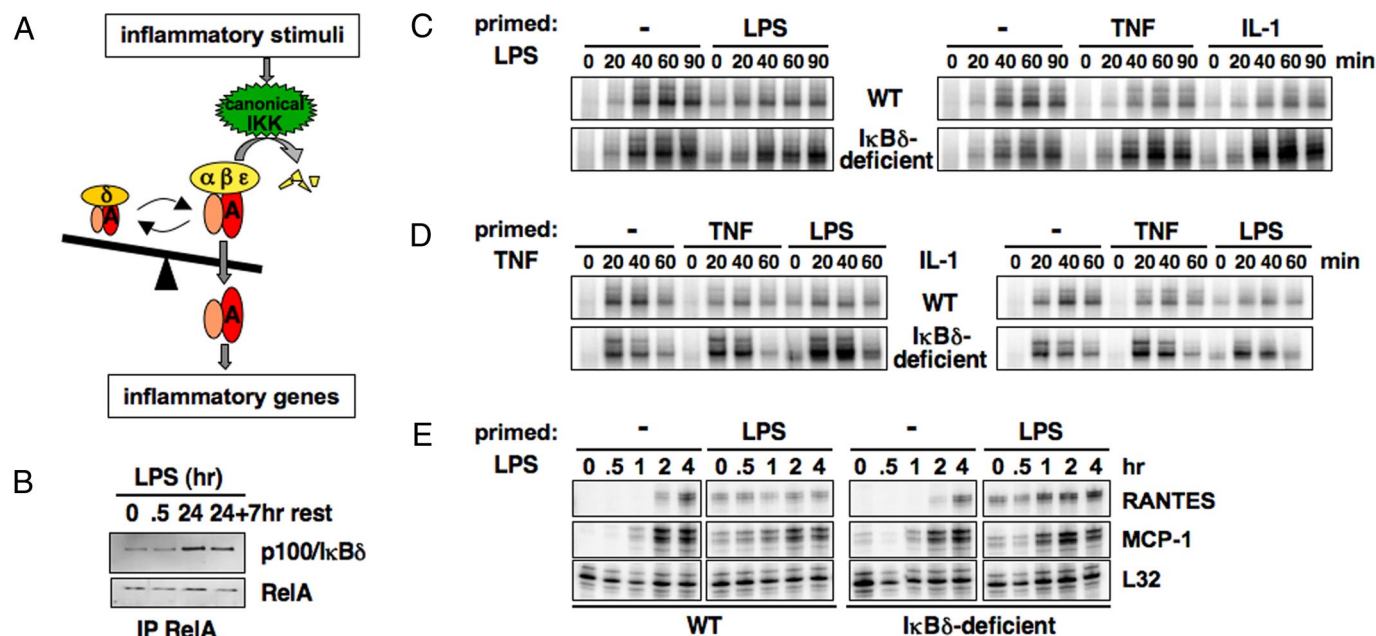 A
inflammatory stimuli
canonical
IKK
α β ε
δ
A
A
A
inflammatory genes
B
LPS (hr)
0 .5 24 24+7hr rest
p100/IκBδ
RelA
IP RelA
C
primed: - LPS - TNF IL-1
LPS 0 20 40 60 90 0 20 40 60 90 0 20 40 60 90 0 20 40 60 90 0 20 40 60 90 min
WT
IκBδ-
deficient
D
primed: - TNF LPS - TNF LPS
TNF 0 20 40 60 0 20 40 60 0 20 40 60 IL-1 0 20 40 60 0 20 40 60 0 20 40 60 min
WT
IκBδ-
deficient
E
primed: - LPS - LPS
LPS 0 .5 1 2 4 0 .5 1 2 4 0 .5 1 2 4 0 .5 1 2 4 hr
RANTES
MCP-1
L32
WT IκBδ-deficient